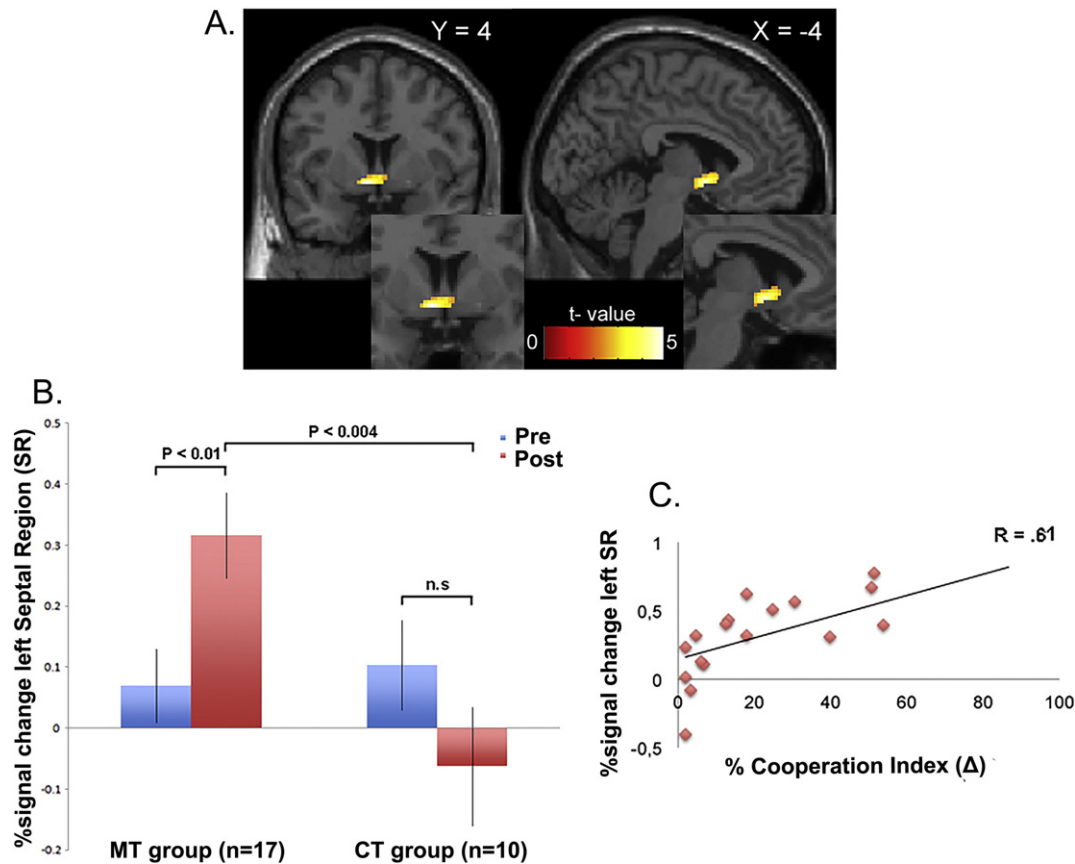 A.
Y = 4
X = -4
t- value
0
5
B.
%signal change left Septal Region (SR)
0.5
0.4
0.3
0.2
0.1
0
-0.1
-0.2
P < 0.01
P < 0.004
n.s
Pre
Post
MT group (n=17)
CT group (n=10)
C.
%signal change left SR
R = .61
1
0,5
0
-0,5
0
20
40
60
80
100
% Cooperation Index (Δ)